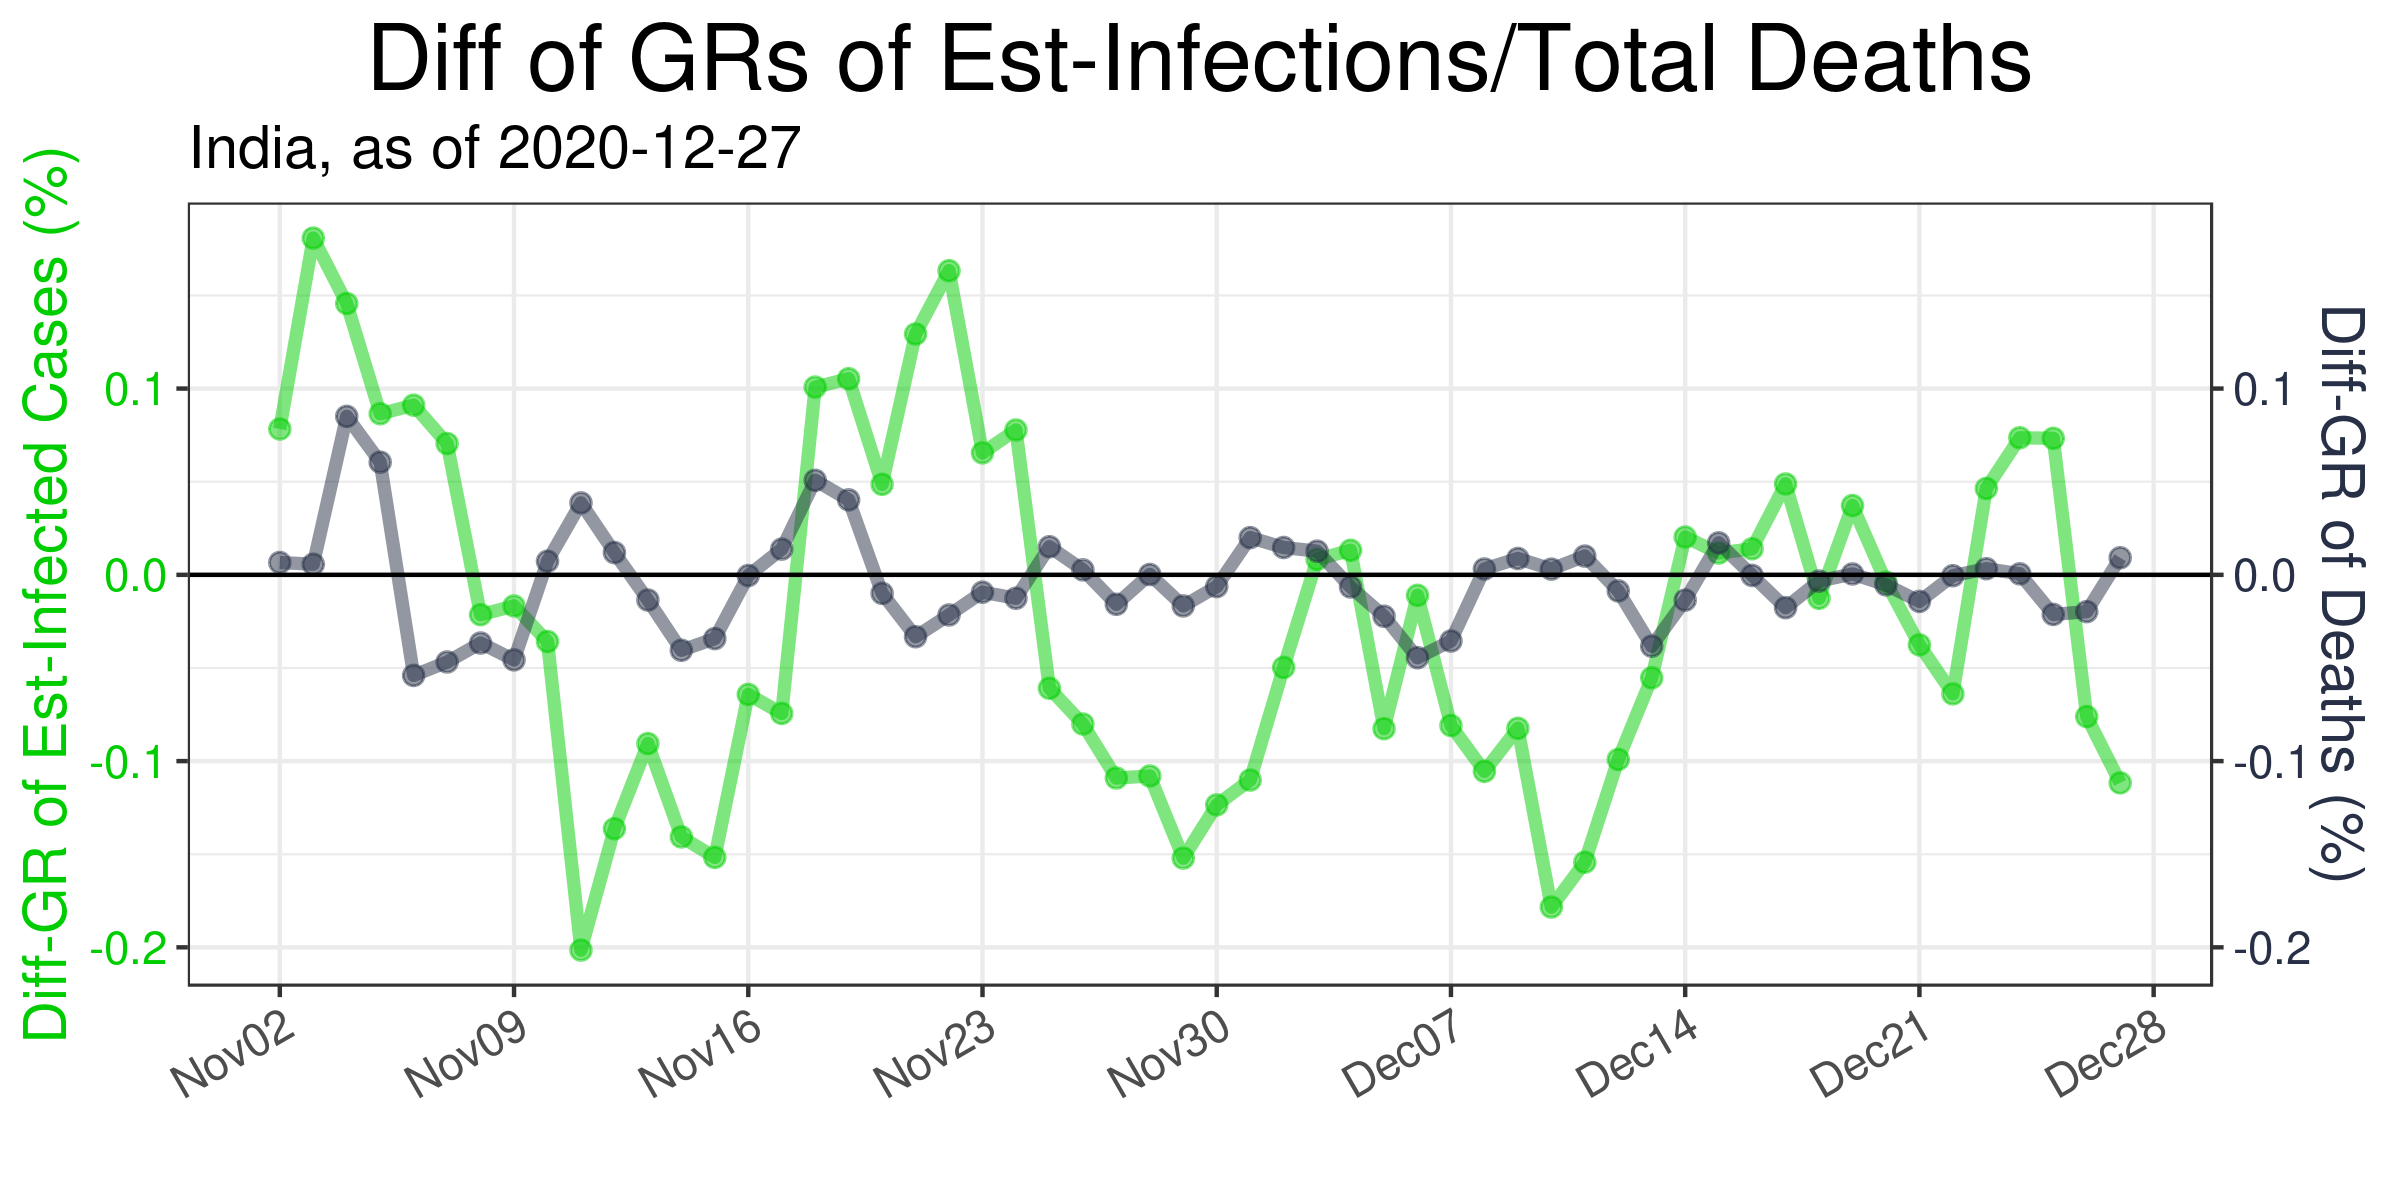 Diff of GRs of Est-Infections/Total Deaths
India, as of 2020-12-27
Diff-GR of Est-Infected Cases (%)
0.1
0.0
-0.1
-0.2
0.1
0.0
-0.1
-0.2
Diff-GR of Deaths (%)
Nov02
Nov09
Nov16
Nov23
Nov30
Dec07
Dec14
Dec21
Dec28